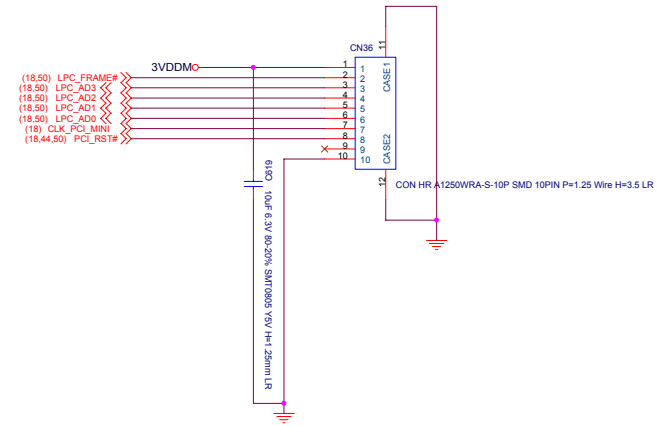 CN36
3VDDM
(18,50) LPC_FRAME#
(18,50) LPC_AD3
(18,50) LPC_AD2
(18,50) LPC_AD1
(18,50) LPC_AD0
(18) CLK_PCI_MINI
(18,44,50) PCI_RST#
1
2
3
4
5
6
7
8
9
10
1
2
3
4
5
6
7
8
9
10
11
CASE1
CASE2
12
CON HR A1250WRA-S-10P SMD 10PIN P=1.25 Wire H=3.5 LR
C619
10uF 6.3V 80-20% SMT0805 Y5V H=1.25mm LR